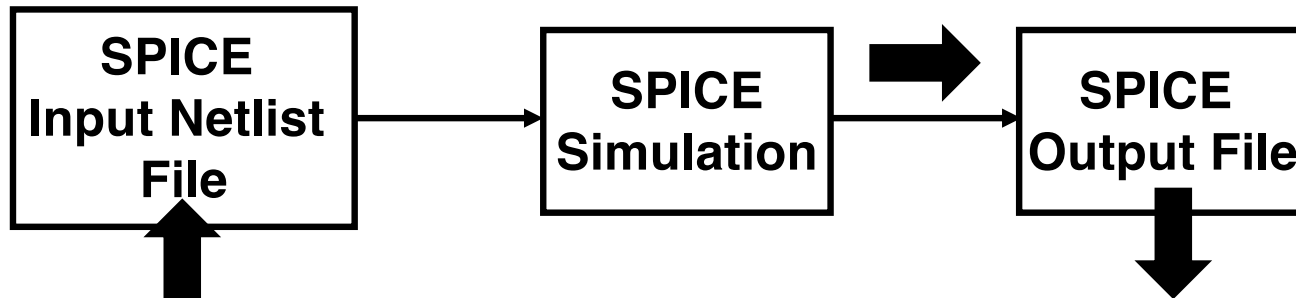 SPICE
Input Netlist
File
SPICE
Simulation
SPICE
Output File